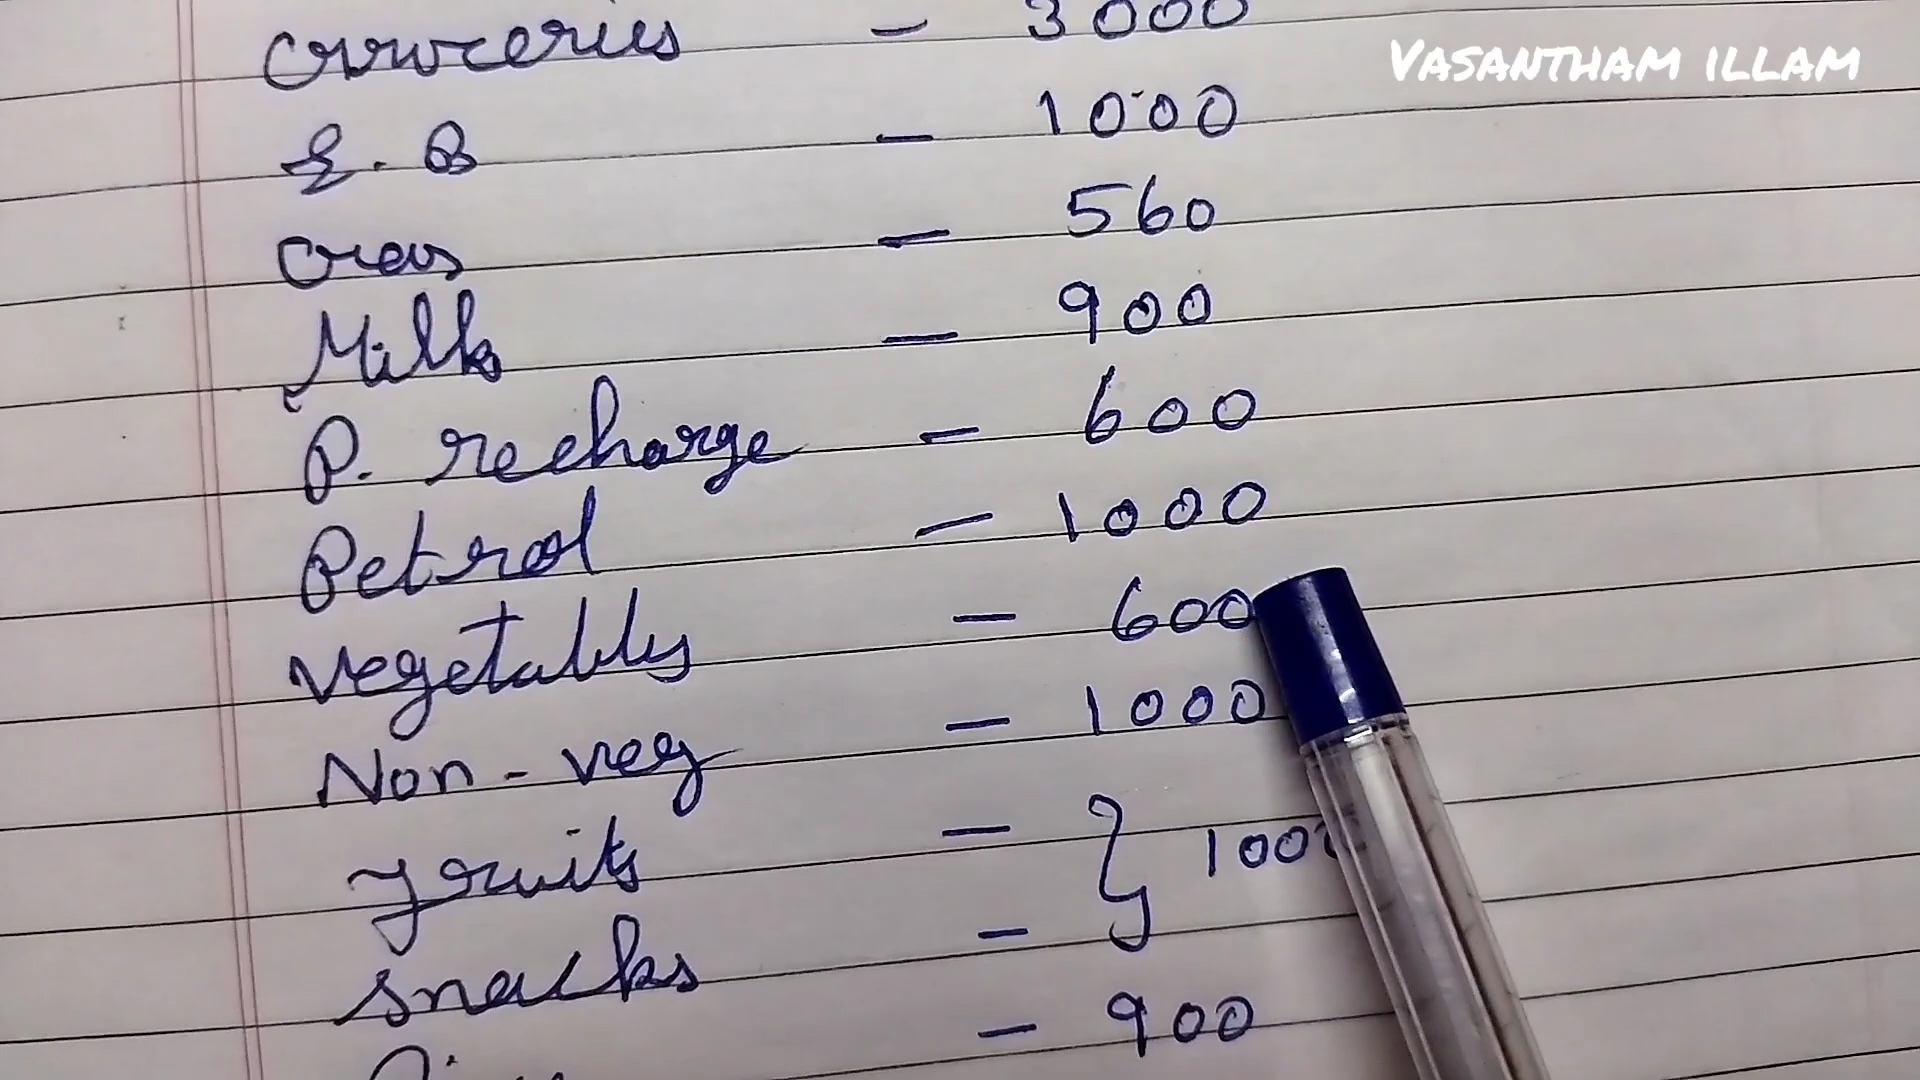 Groceries - 3000
VASANTHAM ILLAM
E.B - 1000
Gas - 560
Milk - 900
P. recharge - 600
Petrol - 1000
Vegetables - 600
Non-veg - 1000
Fruits - } 1000
Snacks -
- 900